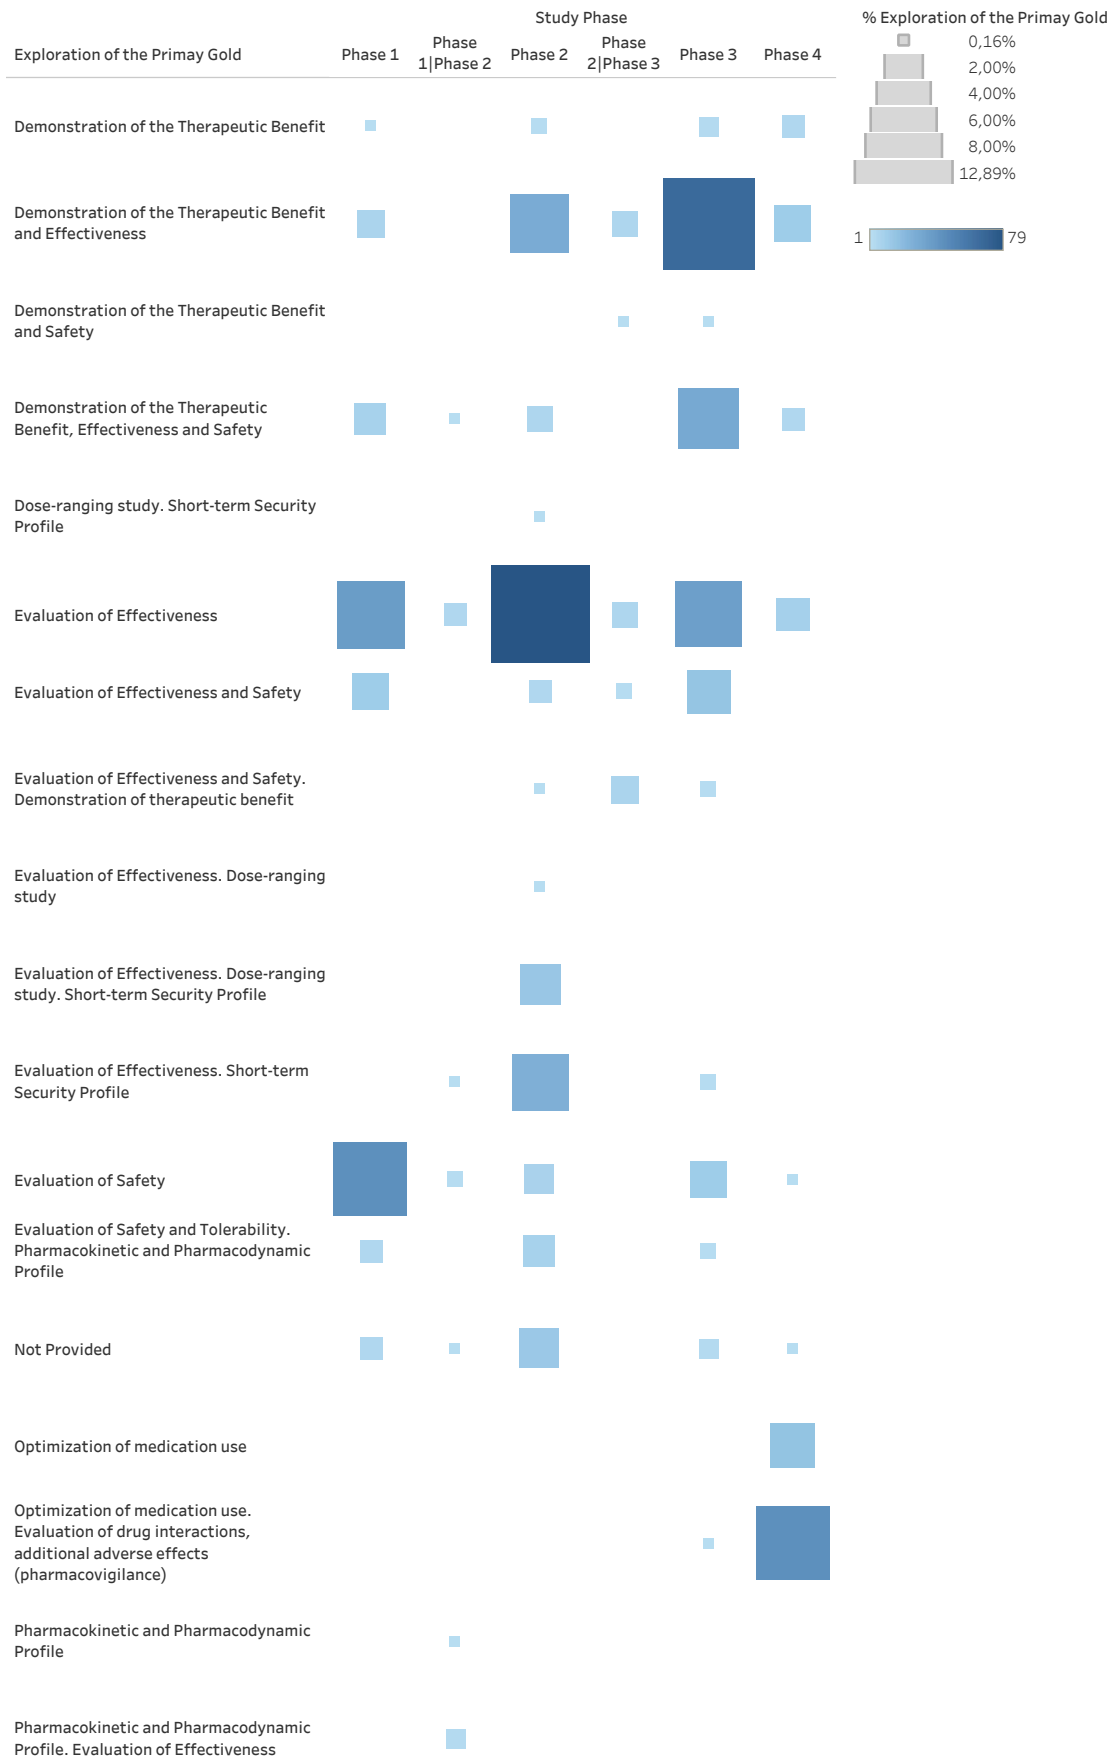 Study Phase
% Exploration of the Primay Gold
Exploration of the Primay Gold
Phase 1
Phase
1|Phase 2
Phase 2
Phase
2|Phase 3
Phase 3
Phase 4
0,16%
2,00%
4,00%
6,00%
8,00%
12,89%
1
79
Demonstration of the Therapeutic Benefit
Demonstration of the Therapeutic Benefit
and Effectiveness
Demonstration of the Therapeutic Benefit
and Safety
Demonstration of the Therapeutic
Benefit, Effectiveness and Safety
Dose-ranging study. Short-term Security
Profile
Evaluation of Effectiveness
Evaluation of Effectiveness and Safety
Evaluation of Effectiveness and Safety.
Demonstration of therapeutic benefit
Evaluation of Effectiveness. Dose-ranging
study
Evaluation of Effectiveness. Dose-ranging
study. Short-term Security Profile
Evaluation of Effectiveness. Short-term
Security Profile
Evaluation of Safety
Evaluation of Safety and Tolerability.
Pharmacokinetic and Pharmacodynamic
Profile
Not Provided
Optimization of medication use
Optimization of medication use.
Evaluation of drug interactions,
additional adverse effects
(pharmacovigilance)
Pharmacokinetic and Pharmacodynamic
Profile
Pharmacokinetic and Pharmacodynamic
Profile. Evaluation of Effectiveness